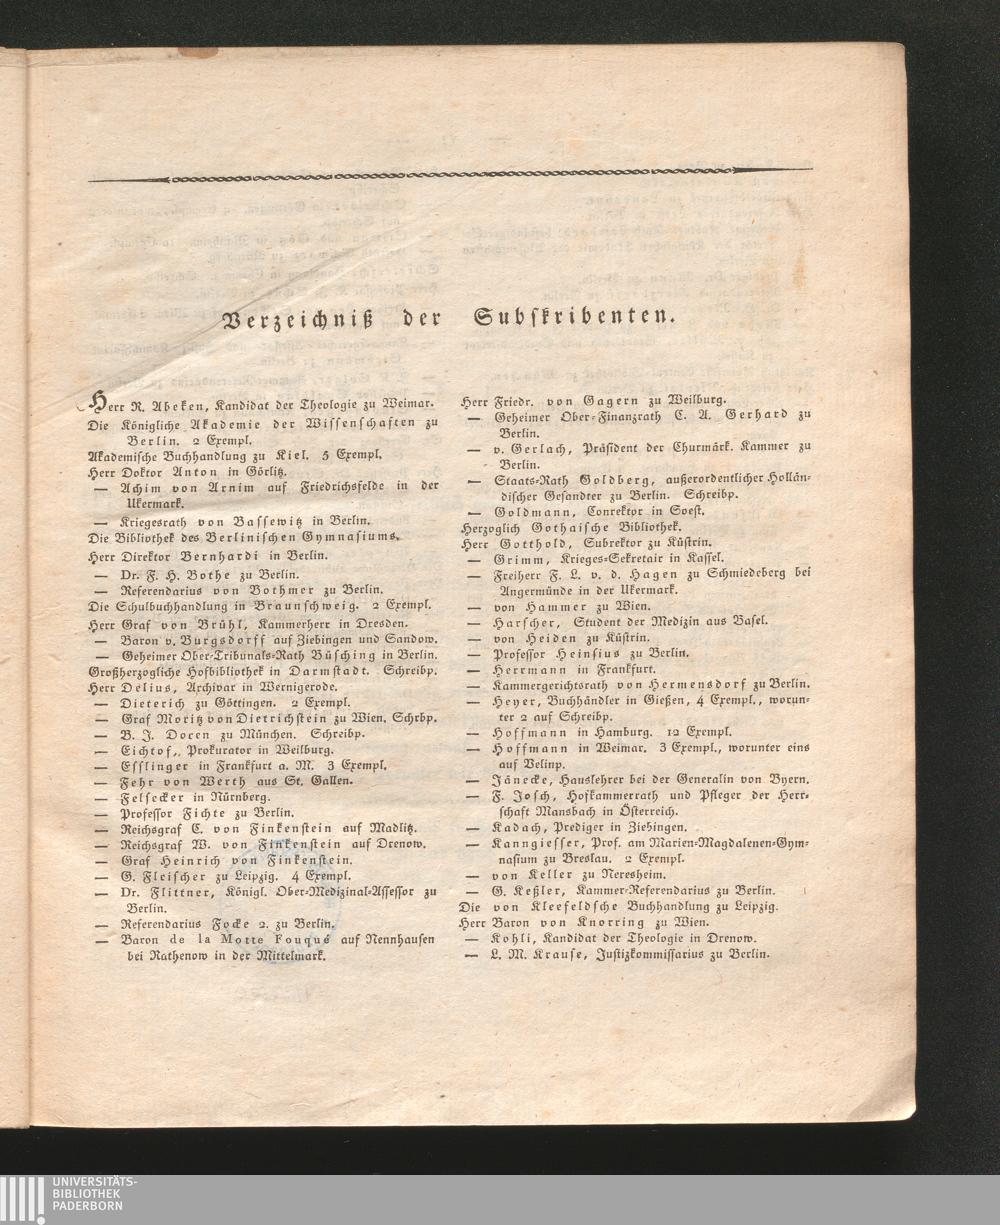 Verzeichniß der Subskribenten.
Herr R. Abeken, Kandidat der Theologie zu Weimar.
Die Königliche Akademie der Wissenschaften zu
Berlin. 2 Exempl.
Akademische Buchhandlung zu Kiel. 5 Exempl.
Herr Doktor Anton in Görlitz.
— Achim von Arnim auf Friedrichsfelde in der
Ukermark.
— Kriegesrath von Bassewitz in Berlin.
Die Bibliothek des Berlinischen Gymnasiums.
Herr Direktor Bernhardi in Berlin.
— Dr. F. H. Bothe zu Berlin.
— Referendarius von Bothmer zu Berlin.
Die Schulbuchhandlung in Braunschweig. 2 Exempl.
Herr Graf von Brühl, Kammerherr in Dresden.
— Baron v. Burgsdorff auf Ziebingen und Sandow.
— Geheimer Ober-Tribunals-Rath Büsching in Berlin.
Großherzogliche Hofbibliothek in Darmstadt. Schreibp.
Herr Delius, Archivar in Wernigerode.
— Dieterich zu Göttingen. 2 Exempl.
— Graf Moritz von Dietrichstein zu Wien. Schrbp.
— B. J. Docen zu München. Schreibp.
— Eichtof, Prokurator in Weilburg.
— Esslinger in Frankfurt a. M. 3 Exempl.
— Fehr von Werth aus St. Gallen.
— Felsecker in Nürnberg.
— Professor Fichte zu Berlin.
— Reichsgraf C. von Finkenstein auf Madlitz.
— Reichsgraf W. von Finkenstein auf Drenow.
— Graf Heinrich von Finkenstein.
— G. Fleischer zu Leipzig. 4 Exempl.
— Dr. Flittner, Königl. Ober-Medizinal-Assessor zu
Berlin.
— Referendarius Focke 2. zu Berlin.
— Baron de la Motte Fouqué auf Nennhausen
bei Rathenow in der Mittelmark.
Herr Friedr. von Gagern zu Weilburg.
— Geheimer Ober-Finanzrath C. A. Gerhard zu
Berlin.
— v. Gerlach, Präsident der Churmärk. Kammer zu
Berlin.
— Staats-Rath Goldberg, außerordentlicher Hollän-
discher Gesandter zu Berlin. Schreibp.
— Goldmann, Conrektor in Soest.
Herzoglich Gothaische Bibliothek.
Herr Gotthold, Subrektor zu Küstrin.
— Grimm, Krieges-Sekretair in Kassel.
— Freiherr F. L. v. d. Hagen zu Schmiedeberg bei
Angermünde in der Ukermark.
— von Hammer zu Wien.
— Harscher, Student der Medizin aus Basel.
— von Heiden zu Küstrin.
— Professor Heinsius zu Berlin.
— Herrmann in Frankfurt.
— Kammergerichtsrath von Hermensdorf zu Berlin.
— Heyer, Buchhändler in Gießen, 4 Exempl., worun-
ter 2 auf Schreibp.
— Hoffmann in Hamburg. 12 Exempl.
— Hoffmann in Weimar. 3 Exempl., worunter eins
auf Velinp.
— Jänecke, Hauslehrer bei der Generalin von Byern.
— F. Josch, Hofkammerrath und Pfleger der Herr-
schaft Mansbach in Österreich.
— Kadach, Prediger in Ziebingen.
— Kanngiesser, Prof. am Marien-Magdalenen-Gym-
nasium zu Breslau. 2 Exempl.
— von Keller zu Neresheim.
— G. Keßler, Kammer-Referendarius zu Berlin.
Die von Kleefeldsche Buchhandlung zu Leipzig.
Herr Baron von Knorring zu Wien.
— Kohli, Kandidat der Theologie in Drenow.
— L. M. Krause, Justizkommissarius zu Berlin.
UNIVERSITÄTS-
BIBLIOTHEK
PADERBORN